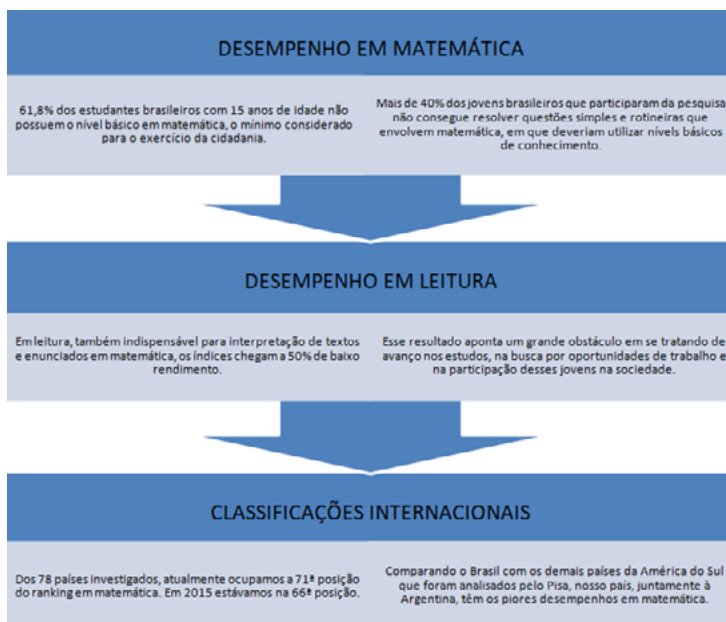 DESEMPENHO EM MATEMÁTICA
61,8% dos estudantes brasileiros com 15 anos de idade não
possuem o nível básico em matemática, o mínimo considerado
para o exercício da cidadania.
Mais de 40% dos jovens brasileiros que participaram da pesquisa
não consegue resolver questões simples e rotineiras que
envolvem matemática, em que deveriam utilizar níveis básicos
de conhecimento.
DESEMPENHO EM LEITURA
Em leitura, também indispensável para interpretação de textos
e enunciados em matemática, os índices chegam a 50% de baixo
rendimento.
Esse resultado aponta um grande obstáculo em se tratando de
avanço nos estudos, na busca por oportunidades de trabalho e
na participação desses jovens na sociedade.
CLASSIFICAÇÕES INTERNACIONAIS
Dos 78 países investigados, atualmente ocupamos a 71ª posição
do ranking em matemática. Em 2015 estávamos na 66ª posição.
Comparando o Brasil com os demais países da América do Sul
que foram analisados pelo Pisa, nosso país, juntamente à
Argentina, têm os piores desempenhos em matemática.